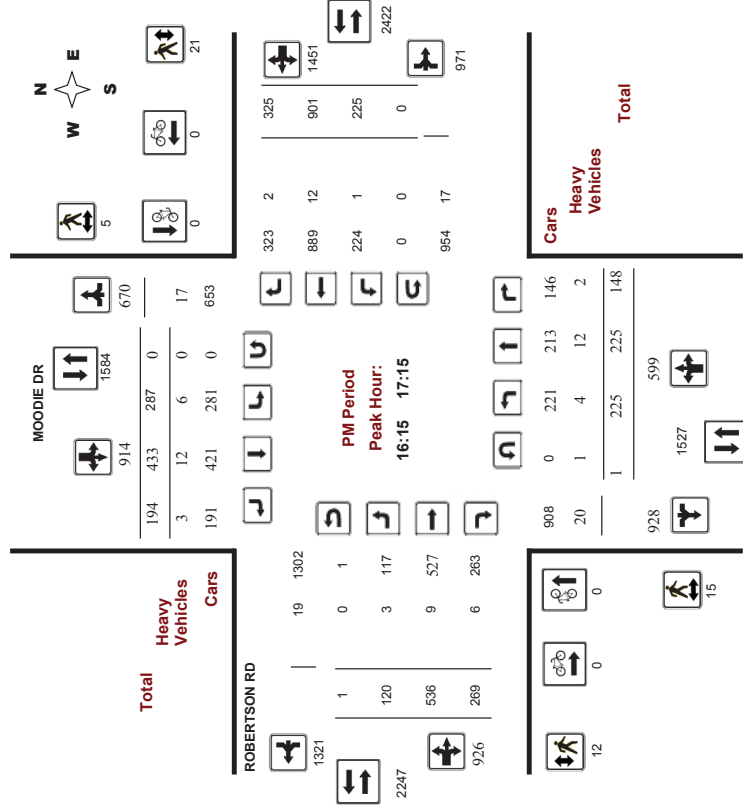 N
W E
S
5
0
0
21
MOODIE DR
914
1584
670
194 433 287 0
3 12 6 0 17
191 421 281 0 653
Total
Heavy
Vehicles
Cars
2422
1451
971
323 2 325
889 12 901
224 1 225
0 0 0
954 17
PM Period
Peak Hour:
16:15 17:15
ROBERTSON RD
1321
2247
926
19 1302
1 0 1
120 3 117
536 9 527
269 6 263
Cars
Heavy
Vehicles
Total
908 0 221 213 146
20 1 4 12 2
1 225 225 148
928
1527
599
12
0
0
15